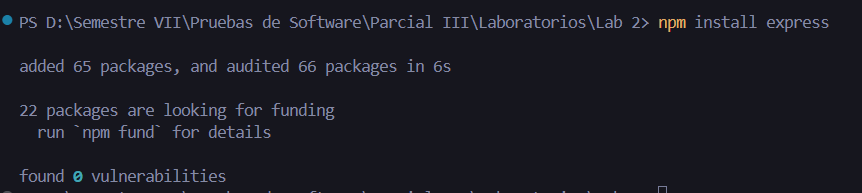 PS D:\Semestre VII\Pruebas de Software\Parcial III\Laboratorios\Lab 2> npm install express
added 65 packages, and audited 66 packages in 6s
22 packages are looking for funding
  run `npm fund` for details
found 0 vulnerabilities